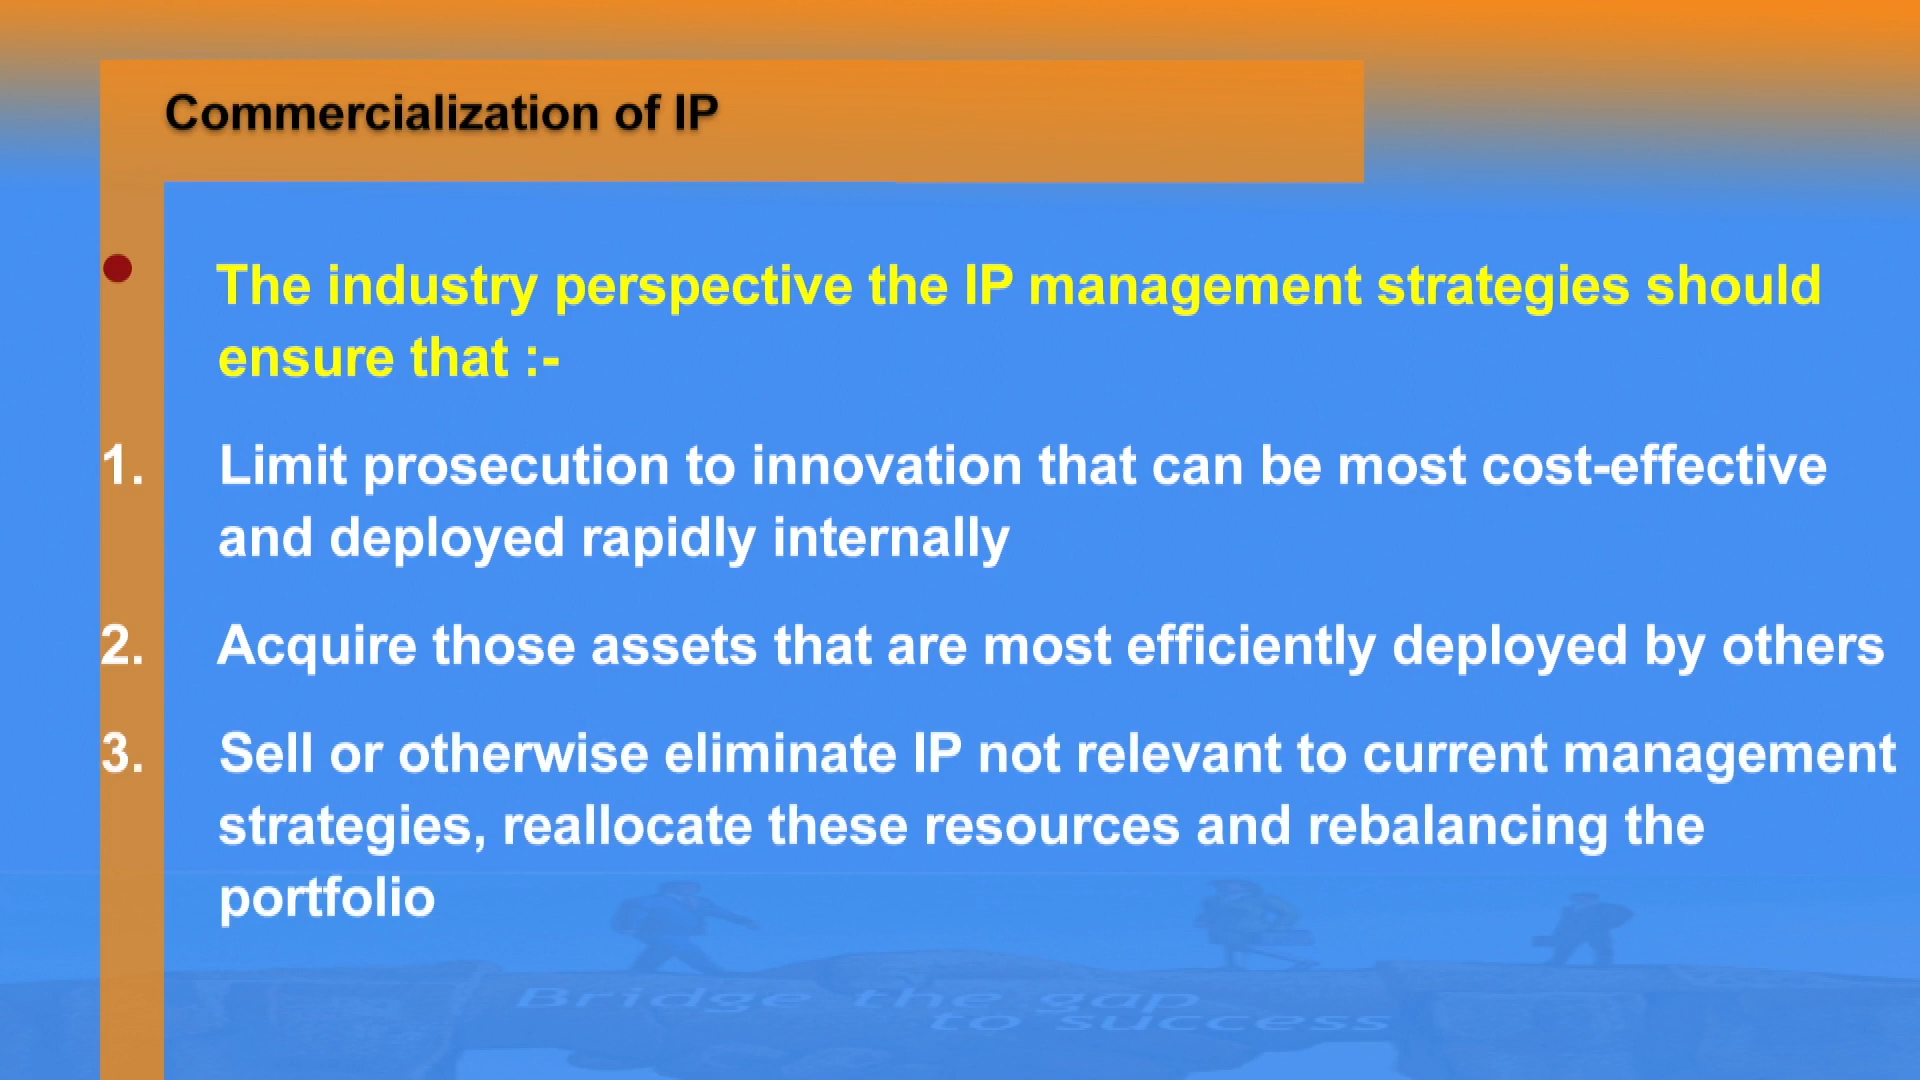 Commercialization of IP
• The industry perspective the IP management strategies should
ensure that :-
1. Limit prosecution to innovation that can be most cost-effective
and deployed rapidly internally
2. Acquire those assets that are most efficiently deployed by others
3. Sell or otherwise eliminate IP not relevant to current management
strategies, reallocate these resources and rebalancing the
portfolio
Bridge the gap
to success